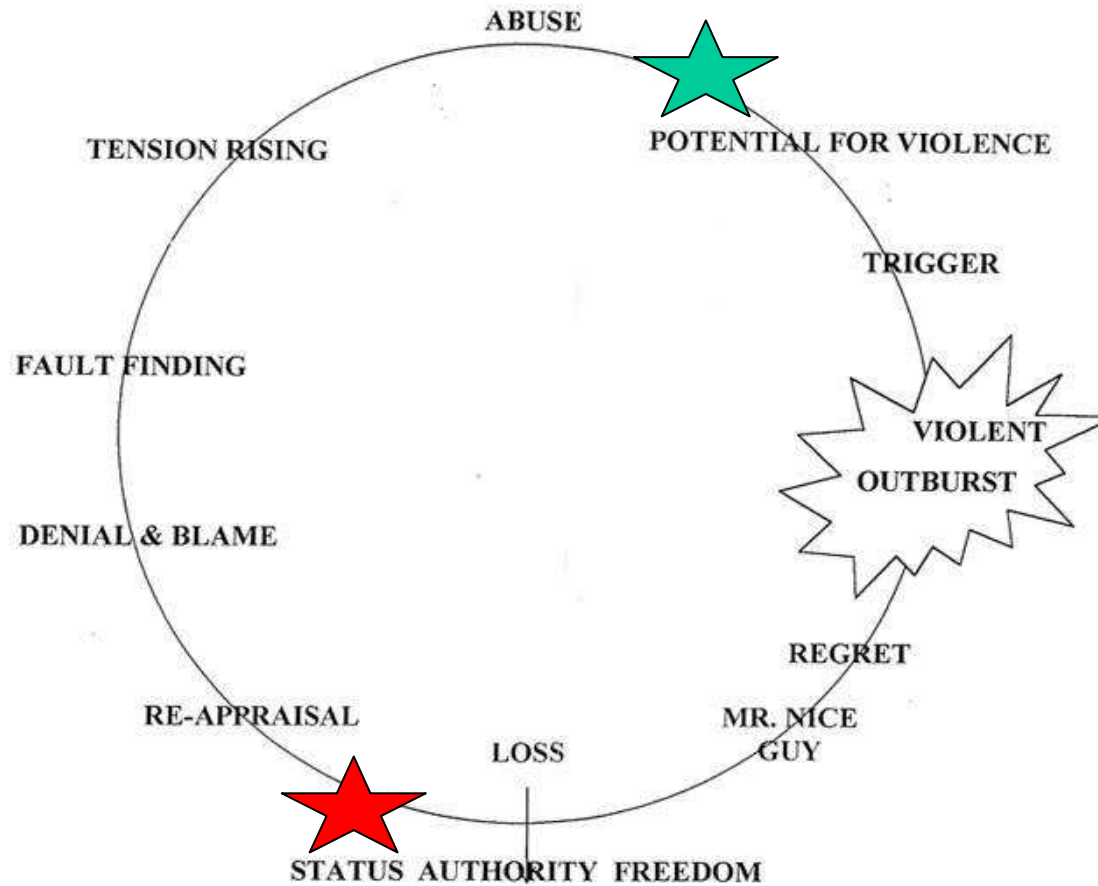 ABUSE
POTENTIAL FOR VIOLENCE
TRIGGER
VIOLENT
OUTBURST
REGRET
MR. NICE
GUY
LOSS
STATUS AUTHORITY FREEDOM
RE-APPRAISAL
DENIAL & BLAME
FAULT FINDING
TENSION RISING